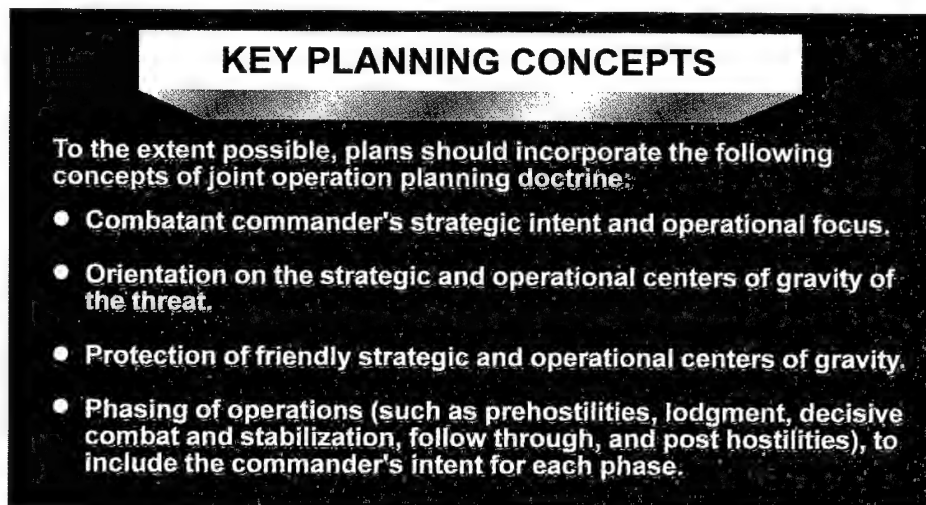 KEY PLANNING CONCEPTS
To the extent possible, plans should incorporate the following
concepts of joint operation planning doctrine:
● Combatant commander's strategic intent and operational focus.
● Orientation on the strategic and operational centers of gravity of
the threat.
● Protection of friendly strategic and operational centers of gravity.
● Phasing of operations (such as prehostilities, lodgment, decisive
combat and stabilization, follow through, and post hostilities), to
include the commander's intent for each phase.